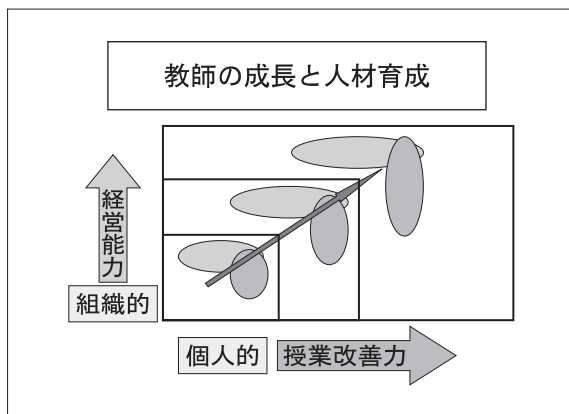 教師の成長と人材育成
経営能力
組織的
個人的
授業改善力